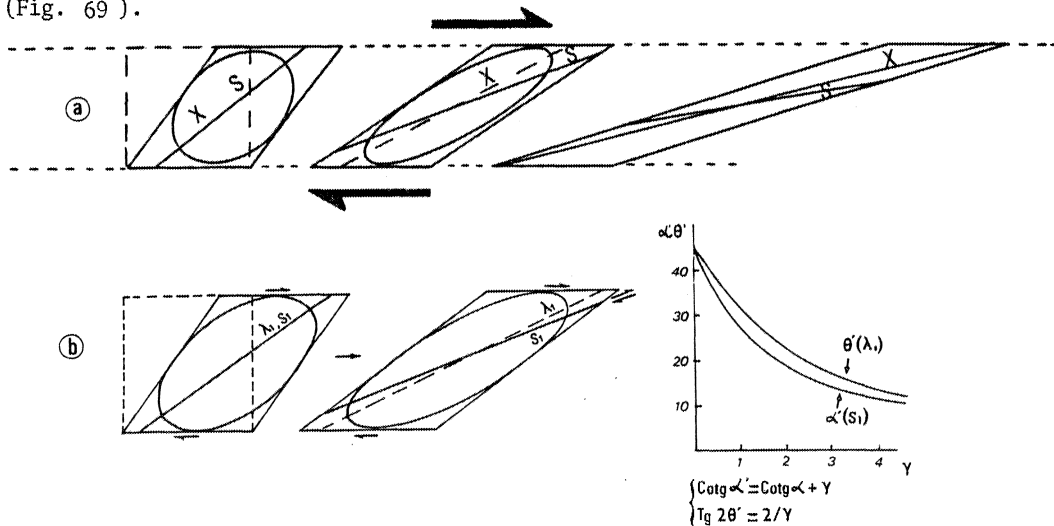 (Fig. 69 ).
X S
X S
X
S
a
b
λ₁,S₁
λ₁
S₁
α'θ'
40
30
20
10
θ'(λ₁)
α'(S₁)
1 2 3 4 γ
Cotg α' = Cotg α + γ
Tg 2θ' = 2/γ